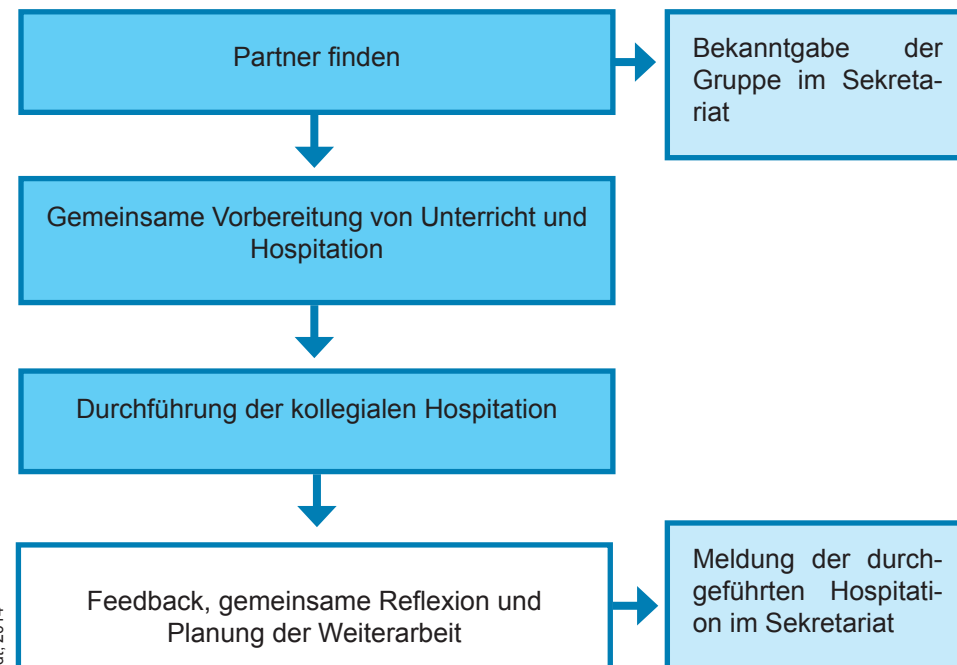 Partner finden
Bekanntgabe der
Gruppe im Sekreta-
riat
Gemeinsame Vorbereitung von Unterricht und
Hospitation
Durchführung der kollegialen Hospitation
Feedback, gemeinsame Reflexion und
Planung der Weiterarbeit
Meldung der durch-
geführten Hospitati-
on im Sekretariat